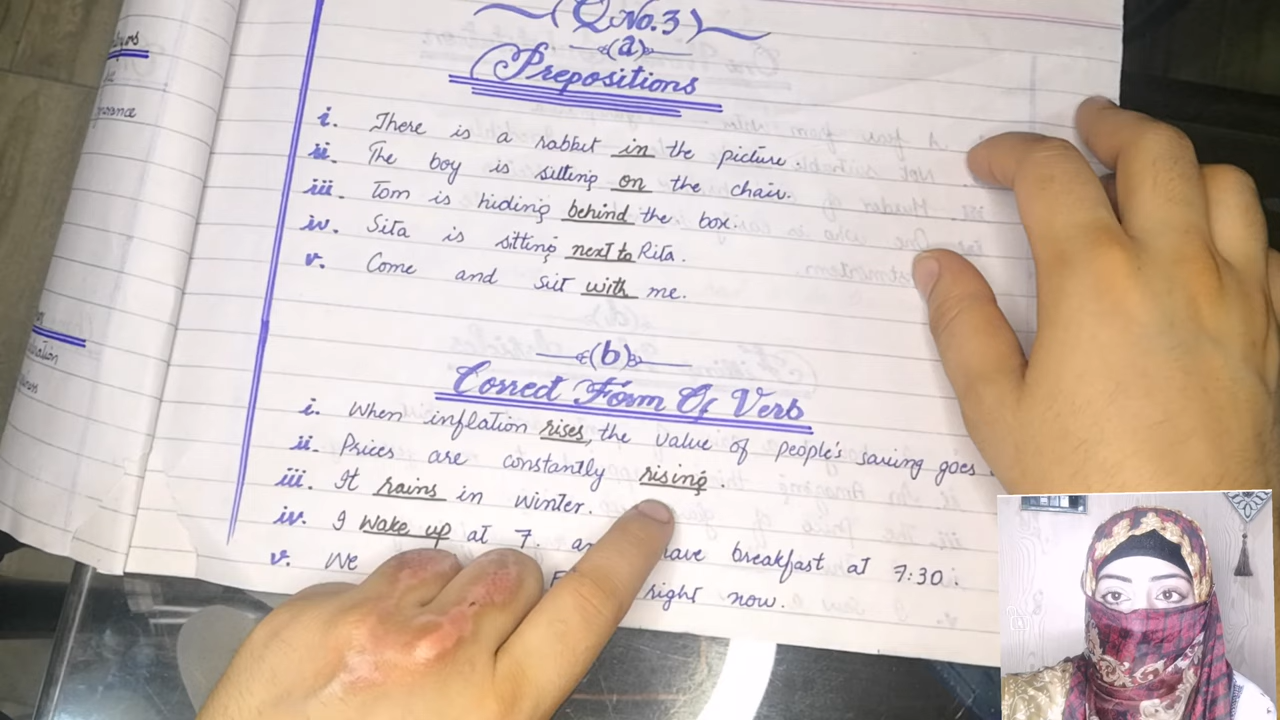 (Q No.3)
(a)
Prepositions
i. There is a rabbit in the picture.
ii. The boy is sitting on the chair.
iii. Tom is hiding behind the box.
iv. Sita is sitting next to Rita.
v. Come and sit with me.
(b)
Correct Form Of Verb
i. When inflation rises, the value of people's saving goes
ii. Prices are constantly rising.
iii. It rains in winter.
iv. I wake up at 7. have breakfast at 7:30.
v. We right now.